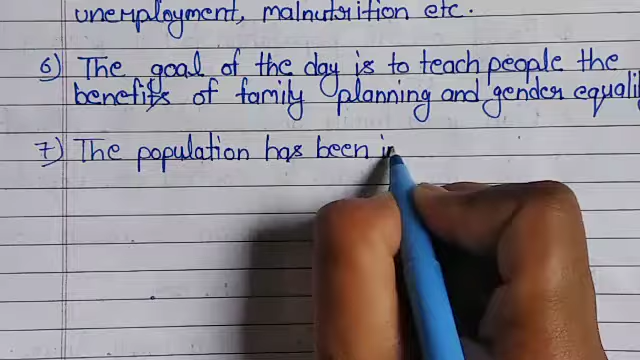 unemployment, malnutrition etc.
6) The goal of the day is to teach people the
benefits of family planning and gender equali
7) The population has been i